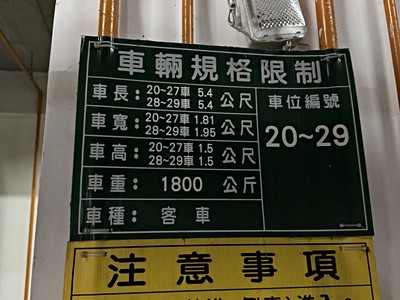 車輛規格限制
車長：20~27車 5.4 公尺
28~29車 5.4
車寬：20~27車 1.81 公尺
28~29車 1.95
車高：20~27車 1.5 公尺
28~29車 1.5
車重：1800 公斤
車種：客車
車位編號
20~29
注意事項